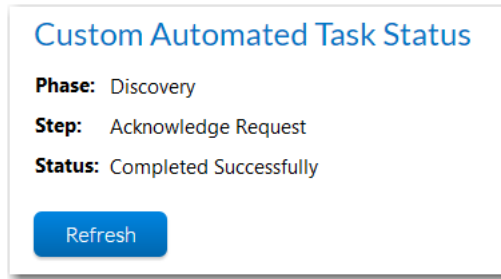 Custom Automated Task Status
Phase: Discovery
Step: Acknowledge Request
Status: Completed Successfully
Refresh